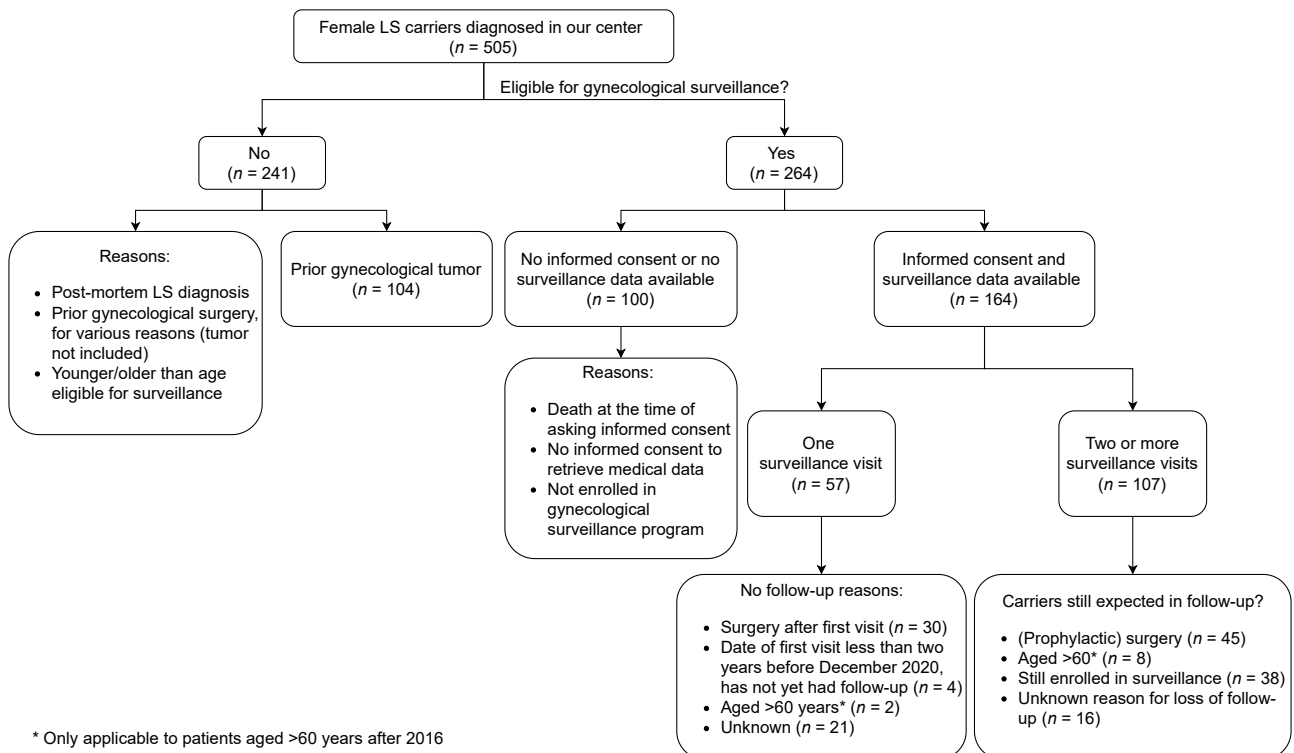 Female LS carriers diagnosed in our center
(n = 505)
Eligible for gynecological surveillance?
No
(n = 241)
Yes
(n = 264)
Reasons:
• Post-mortem LS diagnosis
• Prior gynecological surgery,
for various reasons (tumor
not included)
• Younger/older than age
eligible for surveillance
Prior gynecological tumor
(n = 104)
No informed consent or no
surveillance data available
(n = 100)
Informed consent and
surveillance data available
(n = 164)
Reasons:
• Death at the time of
asking informed consent
• No informed consent to
retrieve medical data
• Not enrolled in
gynecological
surveillance program
One
surveillance visit
(n = 57)
Two or more
surveillance visits
(n = 107)
No follow-up reasons:
• Surgery after first visit (n = 30)
• Date of first visit less than two
years before December 2020,
has not yet had follow-up (n = 4)
• Aged >60 years* (n = 2)
• Unknown (n = 21)
Carriers still expected in follow-up?
• (Prophylactic) surgery (n = 45)
• Aged >60* (n = 8)
• Still enrolled in surveillance (n = 38)
• Unknown reason for loss of follow-
up (n = 16)
* Only applicable to patients aged >60 years after 2016